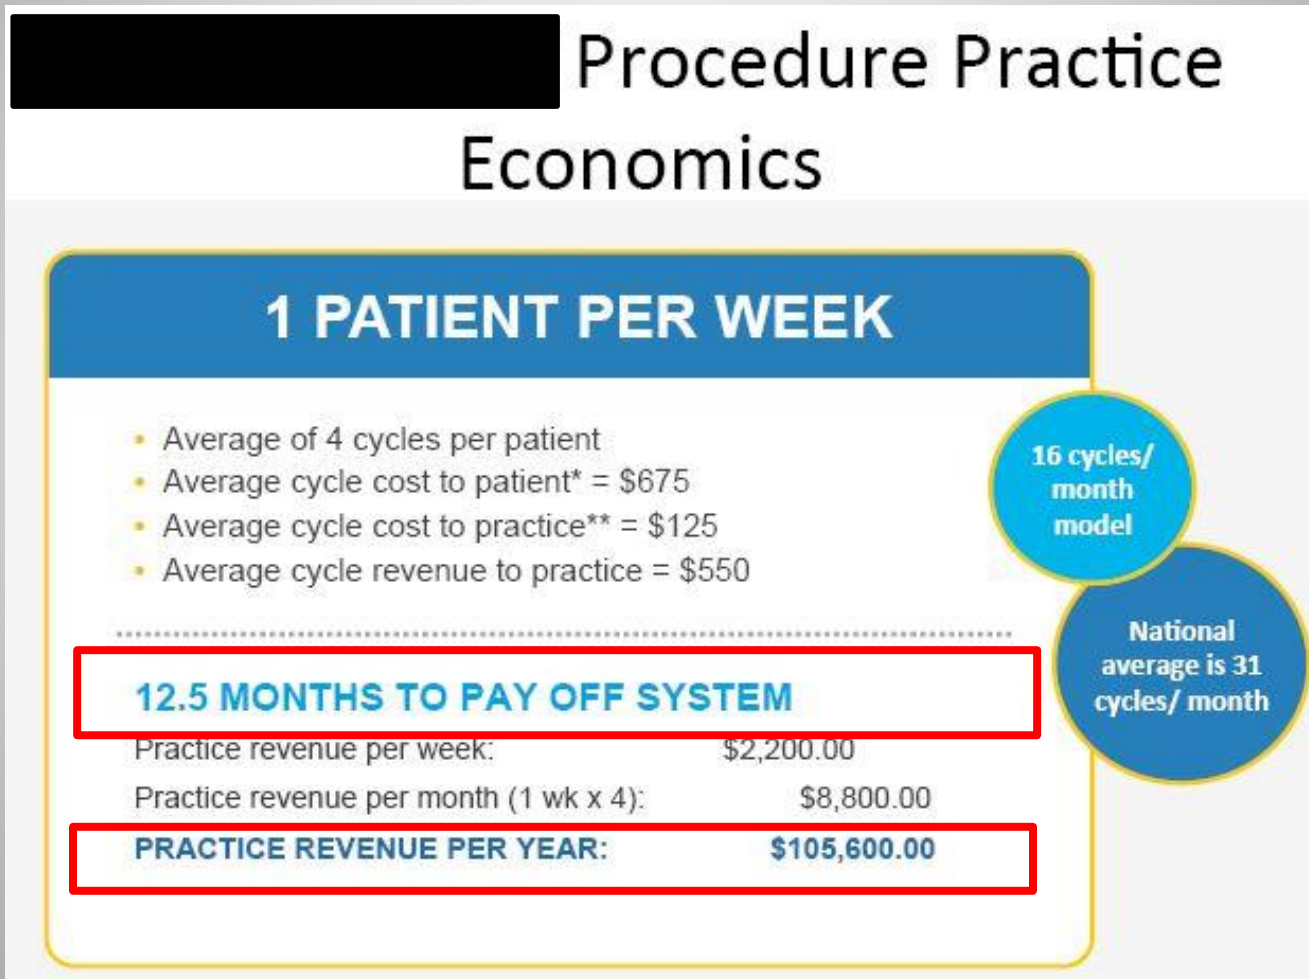 Procedure Practice
Economics
1 PATIENT PER WEEK
• Average of 4 cycles per patient
• Average cycle cost to patient* = $675
• Average cycle cost to practice** = $125
• Average cycle revenue to practice = $550
16 cycles/
month
model
National
average is 31
cycles/ month
12.5 MONTHS TO PAY OFF SYSTEM
Practice revenue per week: $2,200.00
Practice revenue per month (1 wk x 4): $8,800.00
PRACTICE REVENUE PER YEAR: $105,600.00